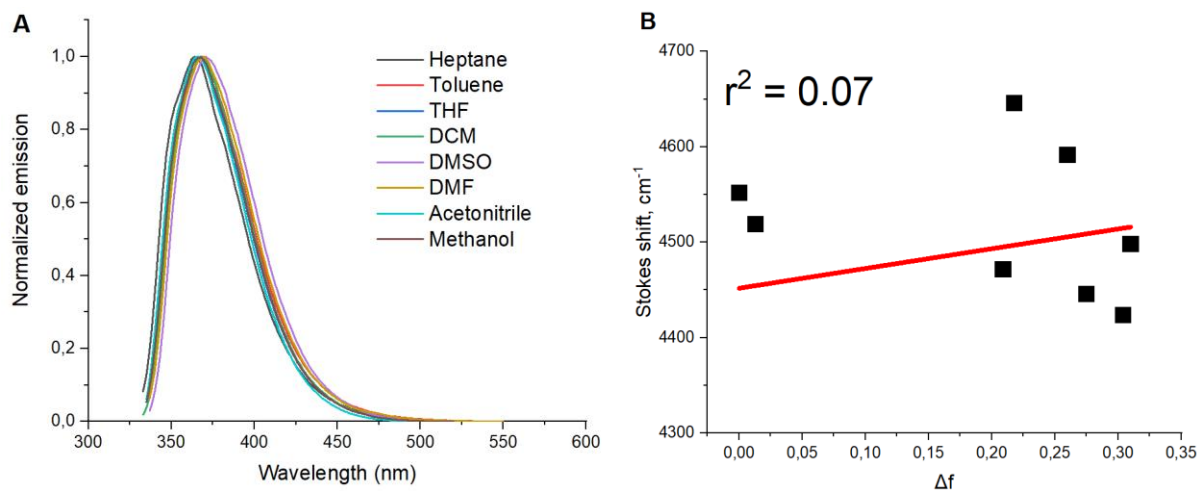 A
Normalized emission
1,0
0,8
0,6
0,4
0,2
0,0
Heptane
Toluene
THF
DCM
DMSO
DMF
Acetonitrile
Methanol
300 350 400 450 500 550 600
Wavelength (nm)
B
r² = 0.07
Stokes shift, cm⁻¹
4700
4600
4500
4400
4300
0,00 0,05 0,10 0,15 0,20 0,25 0,30 0,35
Δf